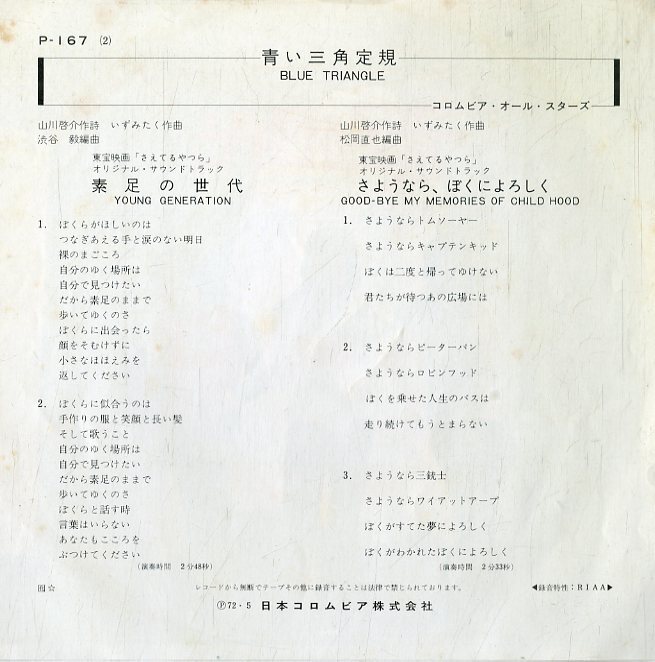 P-167 (2)
青い三角定規
BLUE TRIANGLE
コロムビア・オール・スターズ
山川啓介作詩 いずみたく作曲
渋谷 毅編曲
東宝映画「さえてるやつら」
オリジナル・サウンドトラック
素足の世代
YOUNG GENERATION
1. ぼくらがほしいのは
つなぎあえる手と涙のない明日
裸のまごころ
自分のゆく場所は
自分で見つけたい
だから素足のままで
歩いてゆくのさ
ぼくらに出会ったら
顔をそむけずに
小さなほほえみを
返してください
2. ぼくらに似合うのは
手作りの服と笑顔と長い髪
そして歌うこと
自分のゆく場所は
自分で見つけたい
だから素足のままで
歩いてゆくのさ
ぼくらと話す時
言葉はいらない
あなたもこころを
ぶつけてください
(演奏時間 2分48秒)
山川啓介作詩 いずみたく作曲
松岡直也編曲
東宝映画「さえてるやつら」
オリジナル・サウンドトラック
さようなら、ぼくによろしく
GOOD-BYE MY MEMORIES OF CHILD HOOD
1. さようならトムソーヤー
さようならキャプテンキッド
ぼくは二度と帰ってゆけない
君たちが待つあの広場には
2. さようならピーターパン
さようならロビンフッド
ぼくを乗せた人生のバスは
走り続けてもうとまらない
3. さようなら三銃士
さようならワイアットアープ
ぼくがすてた夢によろしく
ぼくがわかれたぼくによろしく
(演奏時間 2分33秒)
☆
レコードから無断でテープその他に録音することは法律で禁じられております。
◀録音特性:RIAA▶
Ⓟ72・5 日本コロムビア株式会社